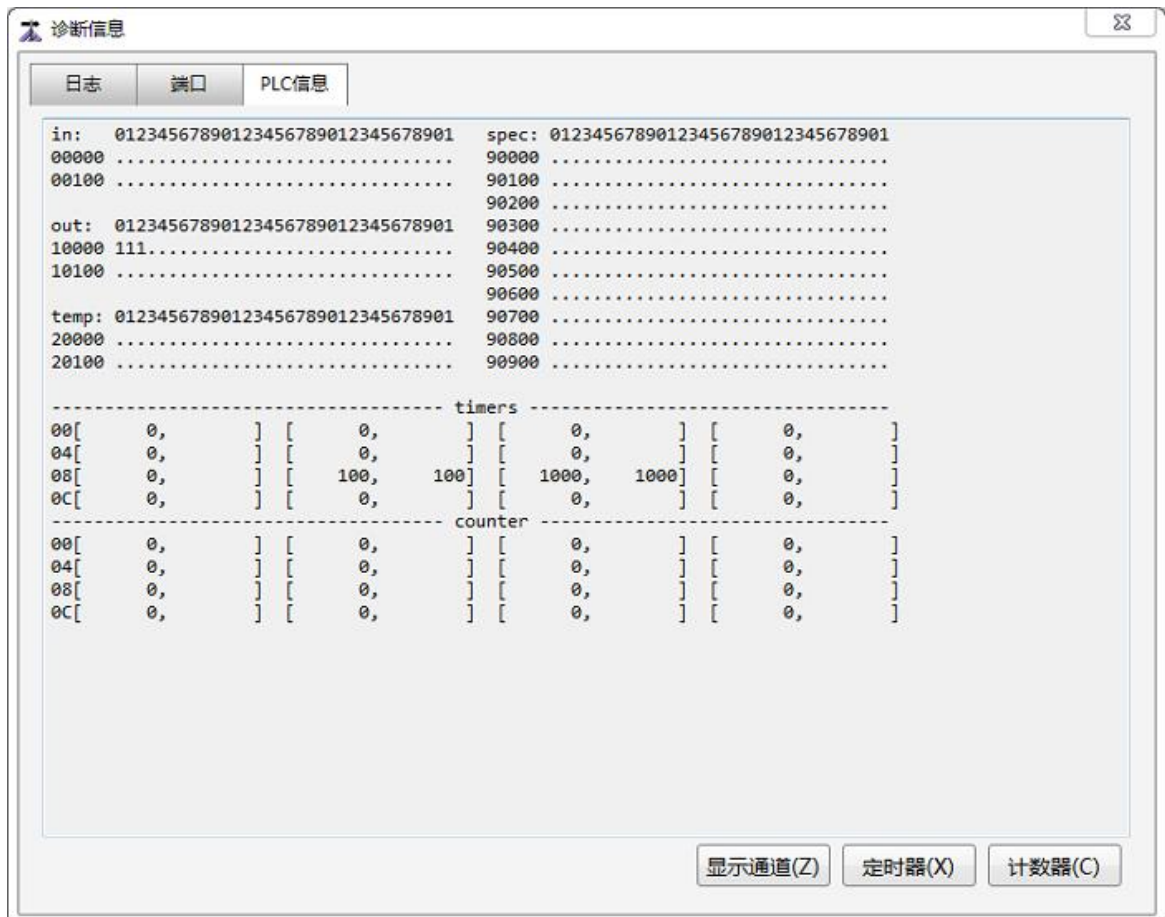 诊断信息
日志 端口 PLC信息
in:   01234567890123456789012345678901   spec: 01234567890123456789012345678901
00000 ................................   90000 ................................
00100 ................................   90100 ................................
                                         90200 ................................
out:  01234567890123456789012345678901   90300 ................................
10000 111.............................   90400 ................................
10100 ................................   90500 ................................
                                         90600 ................................
temp: 01234567890123456789012345678901   90700 ................................
20000 ................................   90800 ................................
20100 ................................   90900 ................................
------------------------------------- timers ----------------------------------
00[      0,        ] [      0,        ] [      0,        ] [      0,        ]
04[      0,        ] [      0,        ] [      0,        ] [      0,        ]
08[      0,        ] [    100,     100] [   1000,    1000] [      0,        ]
0C[      0,        ] [      0,        ] [      0,        ] [      0,        ]
------------------------------------- counter ---------------------------------
00[      0,        ] [      0,        ] [      0,        ] [      0,        ]
04[      0,        ] [      0,        ] [      0,        ] [      0,        ]
08[      0,        ] [      0,        ] [      0,        ] [      0,        ]
0C[      0,        ] [      0,        ] [      0,        ] [      0,        ]
显示通道(Z) 定时器(X) 计数器(C)